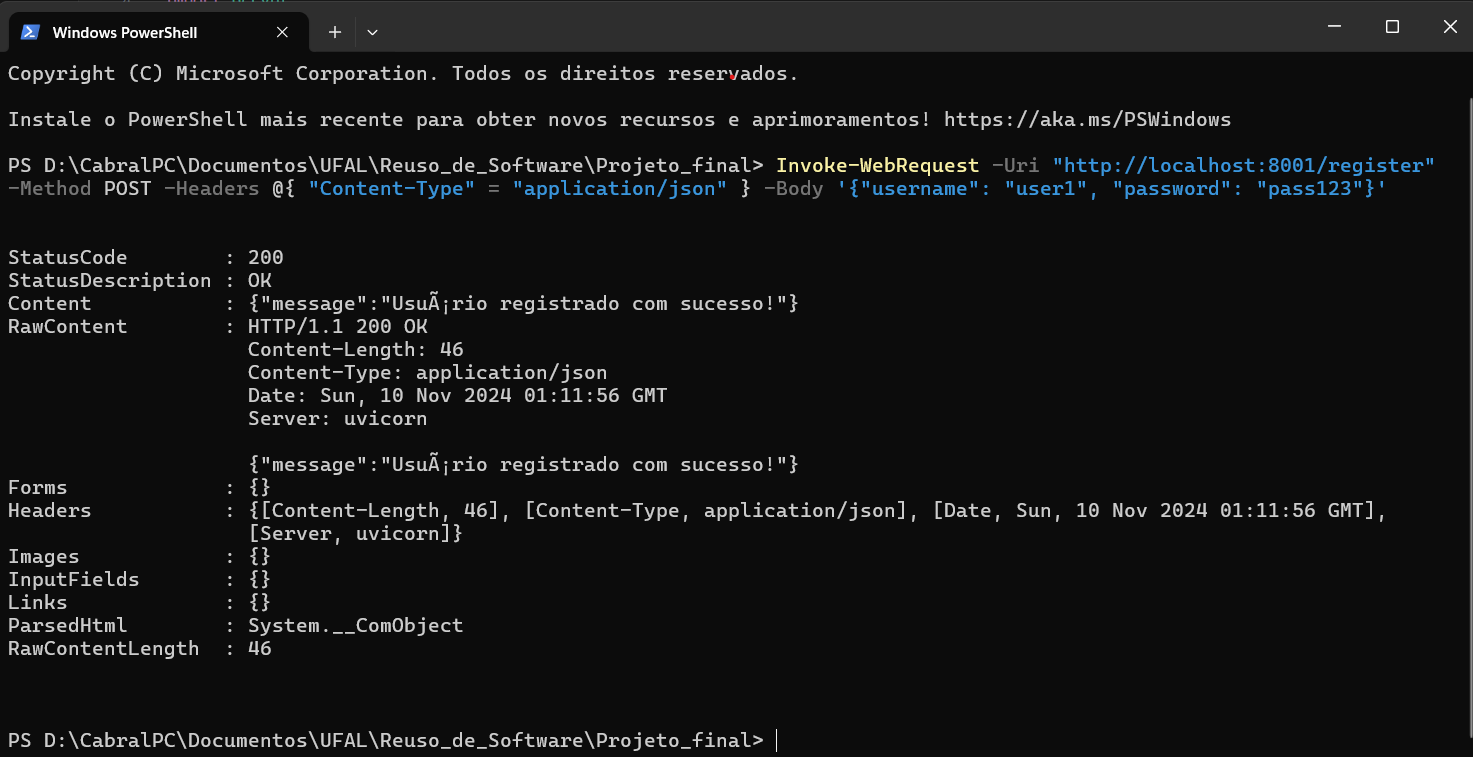 Windows PowerShell
Copyright (C) Microsoft Corporation. Todos os direitos reservados.
Instale o PowerShell mais recente para obter novos recursos e aprimoramentos! https://aka.ms/PSWindows
PS D:\CabralPC\Documentos\UFAL\Reuso_de_Software\Projeto_final> Invoke-WebRequest -Uri "http://localhost:8001/register"
-Method POST -Headers @{ "Content-Type" = "application/json" } -Body '{"username": "user1", "password": "pass123"}'
StatusCode        : 200
StatusDescription : OK
Content           : {"message":"UsuÃ¡rio registrado com sucesso!"}
RawContent        : HTTP/1.1 200 OK
                    Content-Length: 46
                    Content-Type: application/json
                    Date: Sun, 10 Nov 2024 01:11:56 GMT
                    Server: uvicorn
                    {"message":"UsuÃ¡rio registrado com sucesso!"}
Forms             : {}
Headers           : {[Content-Length, 46], [Content-Type, application/json], [Date, Sun, 10 Nov 2024 01:11:56 GMT],
                    [Server, uvicorn]}
Images            : {}
InputFields       : {}
Links             : {}
ParsedHtml        : System.__ComObject
RawContentLength  : 46
PS D:\CabralPC\Documentos\UFAL\Reuso_de_Software\Projeto_final>